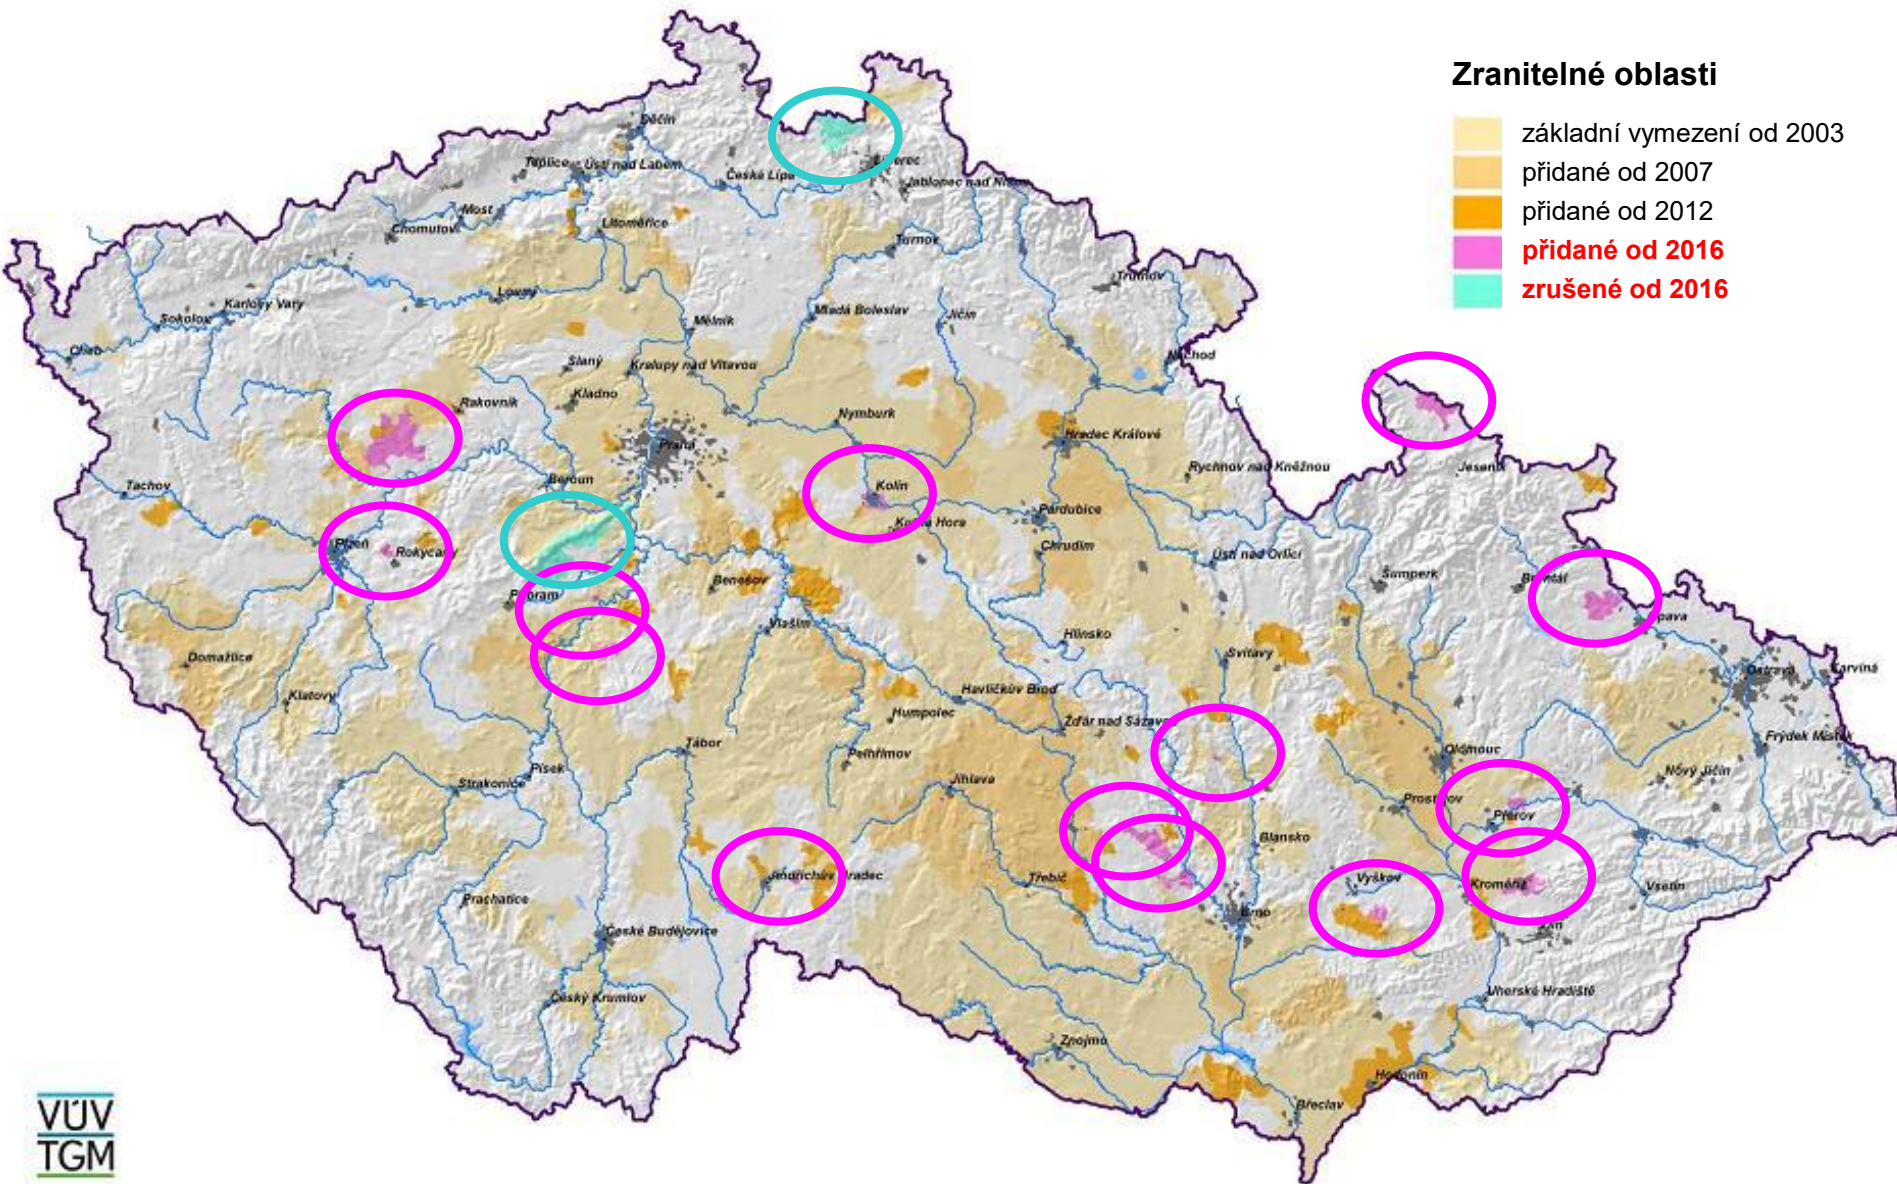 Zranitelné oblasti
základní vymezení od 2003
přidané od 2007
přidané od 2012
přidané od 2016
zrušené od 2016
Děčín
Teplice
Ústí nad Labem
Česká Lípa
Liberec
Jablonec nad Nisou
Most
Chomutov
Litoměřice
Turnov
Trutnov
Louny
Karlovy Vary
Sokolov
Mělník
Mladá Boleslav
Jičín
Cheb
Slaný
Kralupy nad Vltavou
Náchod
Kladno
Rakovník
Nymburk
Praha
Hradec Králové
Rychnov nad Kněžnou
Jeseník
Tachov
Beroun
Kolín
Pardubice
Kutná Hora
Plzeň
Rokycany
Chrudim
Ústí nad Orlicí
Šumperk
Bruntál
Benešov
Příbram
Opava
Vlašim
Hlinsko
Svitavy
Domažlice
Ostrava
Karviná
Klatovy
Havlíčkův Brod
Humpolec
Žďár nad Sázavou
Frýdek Místek
Tábor
Pelhřimov
Olomouc
Nový Jičín
Písek
Strakonice
Jihlava
Prostějov
Přerov
Blansko
Jindřichův Hradec
Třebíč
Vyškov
Kroměříž
Vsetín
Prachatice
Brno
Zlín
České Budějovice
Český Krumlov
Uherské Hradiště
Znojmo
Hodonín
Břeclav
VÚV
TGM